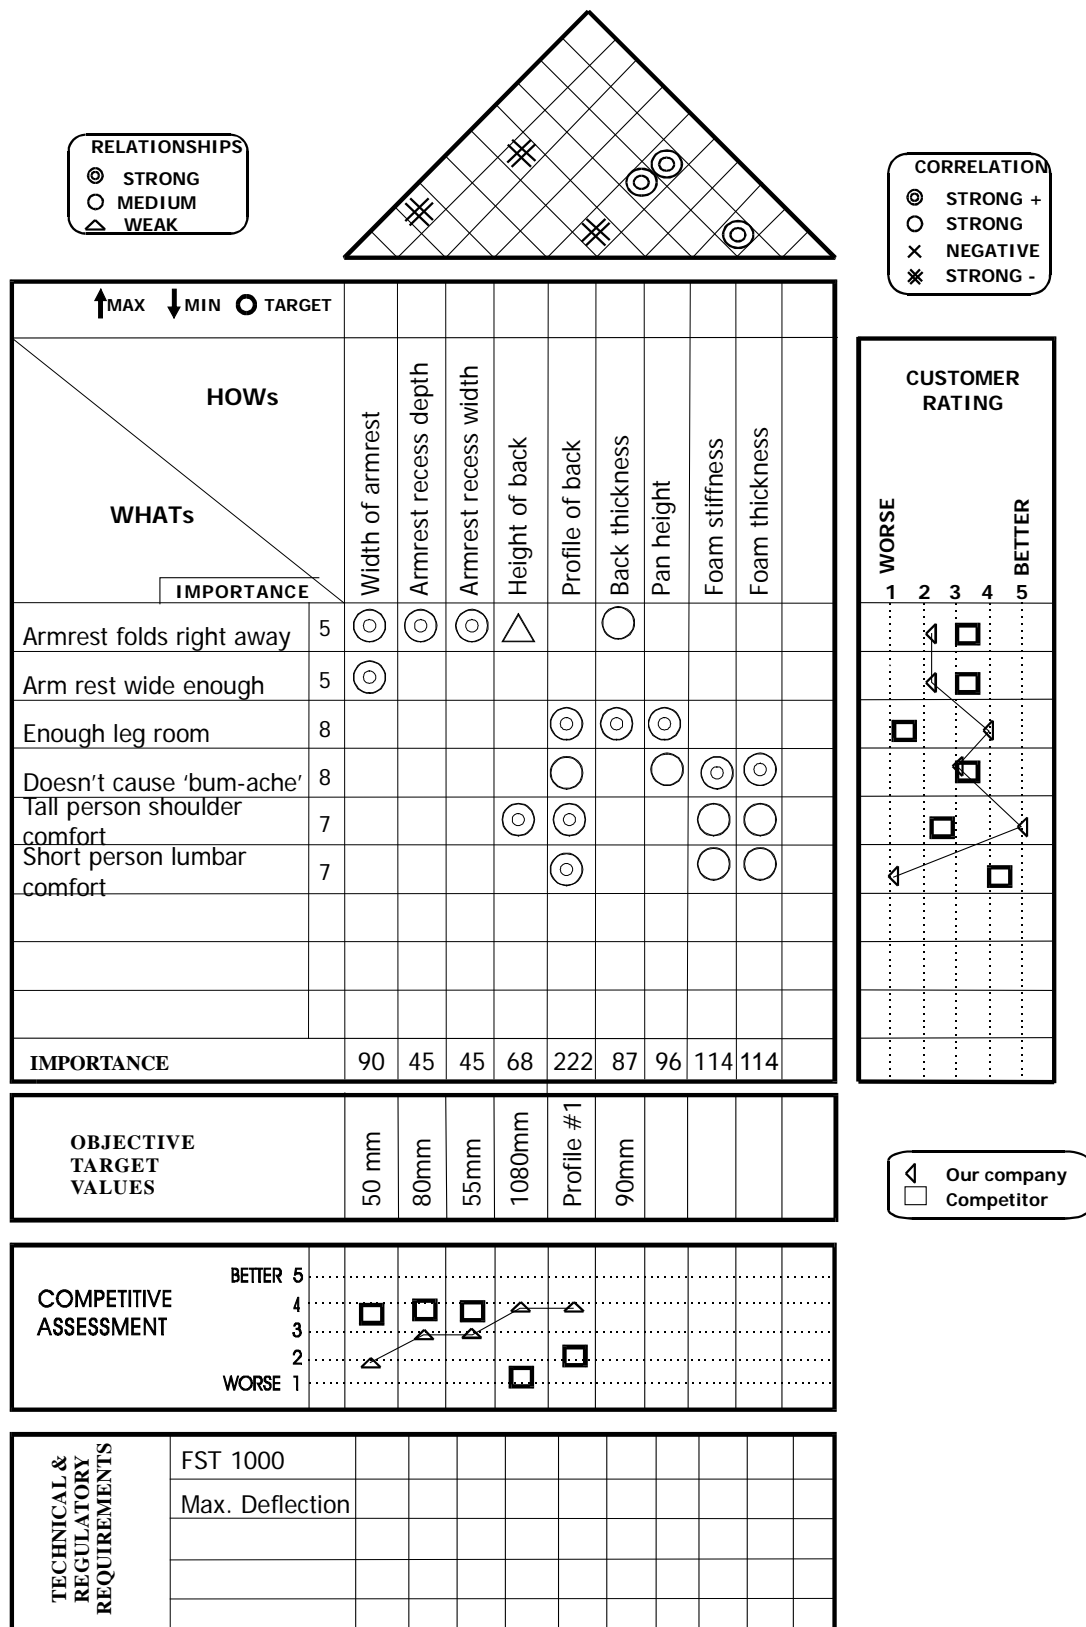 RELATIONSHIPS
STRONG
MEDIUM
WEAK
CORRELATION
STRONG +
STRONG
NEGATIVE
STRONG -
MAX MIN TARGET
HOWs
WHATs
IMPORTANCE
Width of armrest
Armrest recess depth
Armrest recess width
Height of back
Profile of back
Back thickness
Pan height
Foam stiffness
Foam thickness
CUSTOMER
RATING
WORSE
BETTER
1 2 3 4 5
Armrest folds right away 5
Arm rest wide enough 5
Enough leg room 8
Doesn't cause 'bum-ache' 8
Tall person shoulder
comfort 7
Short person lumbar
comfort 7
IMPORTANCE 90 45 45 68 222 87 96 114 114
OBJECTIVE
TARGET
VALUES
50 mm
80mm
55mm
1080mm
Profile #1
90mm
Our company
Competitor
COMPETITIVE
ASSESSMENT
BETTER 5
4
3
2
WORSE 1
TECHNICAL &
REGULATORY
REQUIREMENTS
FST 1000
Max. Deflection